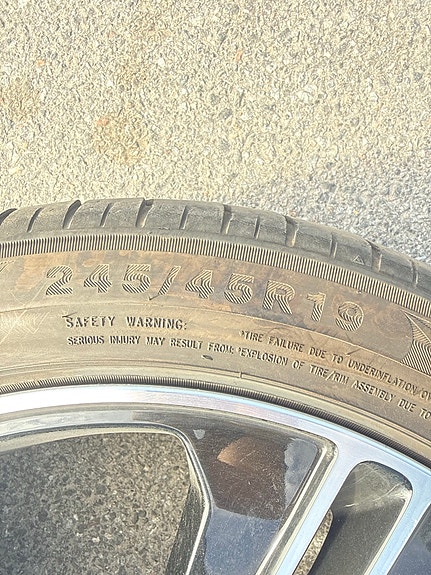 245/45R19
SAFETY WARNING:
SERIOUS INJURY MAY RESULT FROM: *TIRE FAILURE DUE TO UNDERINFLATION/OV
*EXPLOSION OF TIRE/RIM ASSEMBLY DUE TO